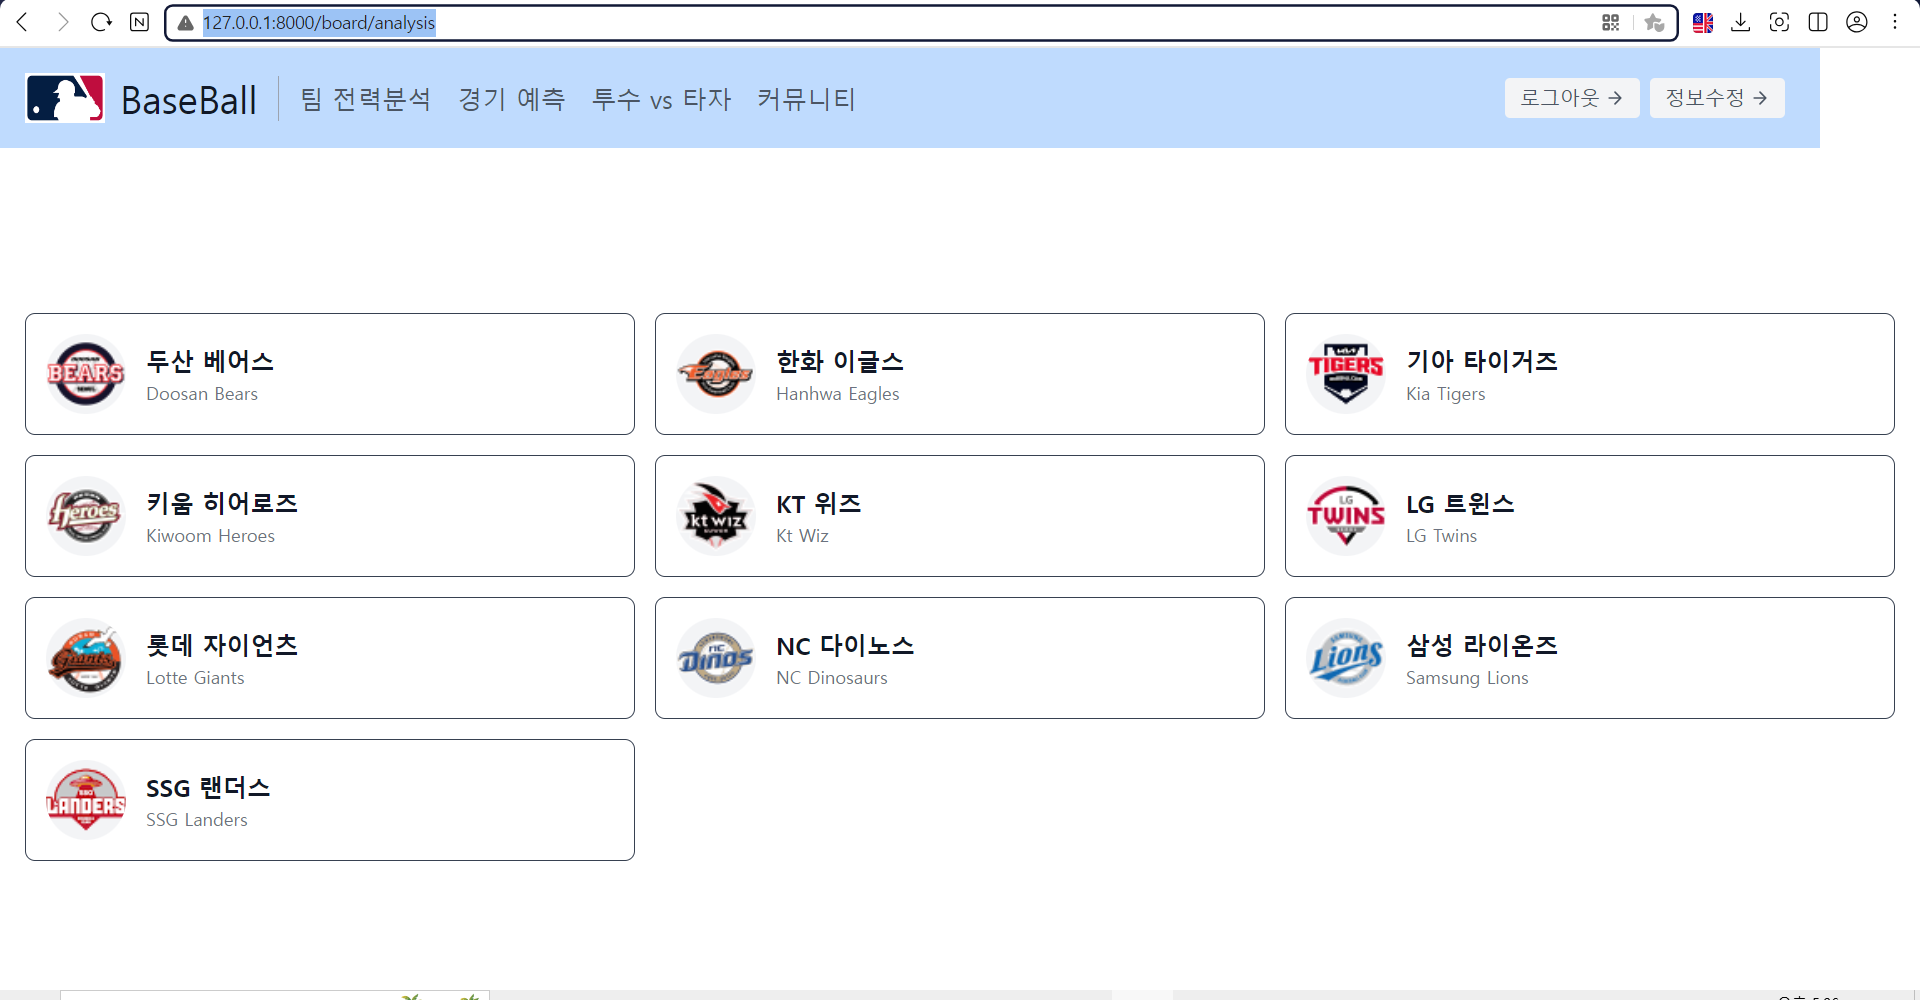 127.0.0.1:8000/board/analysis
BaseBall
팀 전력분석 경기 예측 투수 vs 타자 커뮤니티
로그아웃 → 정보수정 →
BEARS
두산 베어스
Doosan Bears
Eagles
한화 이글스
Hanhwa Eagles
TIGERS
기아 타이거즈
Kia Tigers
Heroes
키움 히어로즈
Kiwoom Heroes
kt wiz
KT 위즈
Kt Wiz
LG
TWINS
LG 트윈스
LG Twins
Giants
롯데 자이언츠
Lotte Giants
NC
DINOS
NC 다이노스
NC Dinosaurs
Lions
삼성 라이온즈
Samsung Lions
LANDERS
SSG 랜더스
SSG Landers